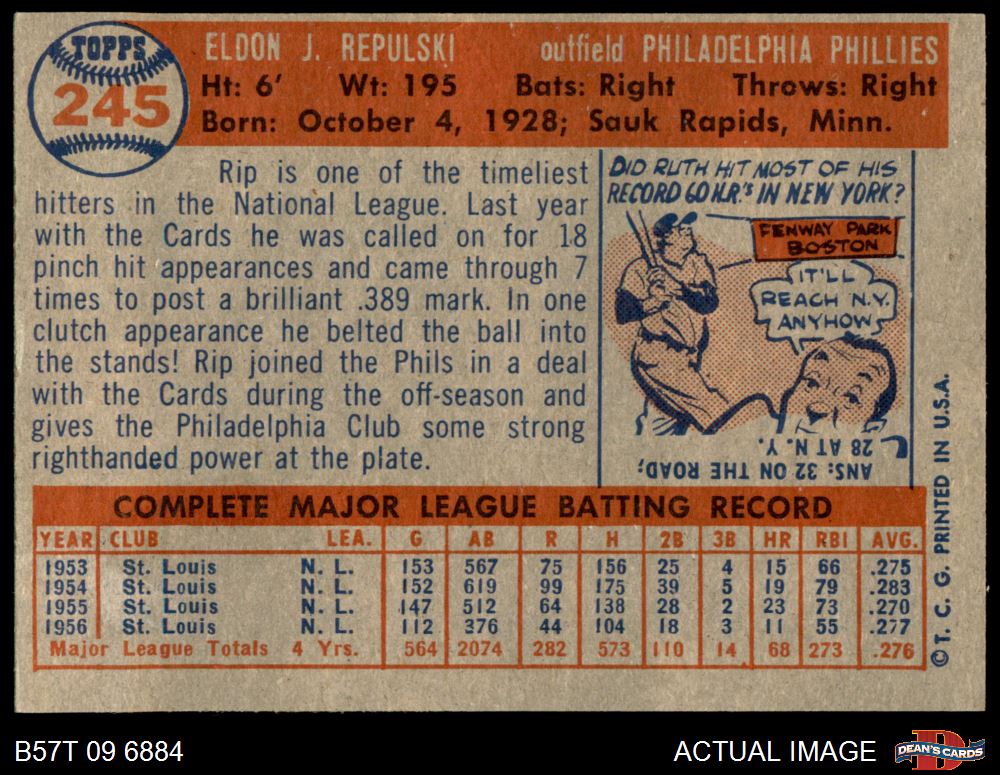 TOPPS
245
ELDON J. REPULSKI outfield PHILADELPHIA PHILLIES
Ht: 6' Wt: 195 Bats: Right Throws: Right
Born: October 4, 1928; Sauk Rapids, Minn.
Rip is one of the timeliest
hitters in the National League. Last year
with the Cards he was called on for 18
pinch hit appearances and came through 7
times to post a brilliant .389 mark. In one
clutch appearance he belted the ball into
the stands! Rip joined the Phils in a deal
with the Cards during the off-season and
gives the Philadelphia Club some strong
righthanded power at the plate.
DID RUTH HIT MOST OF HIS
RECORD 60 H.R.'S IN NEW YORK?
FENWAY PARK
BOSTON
IT'LL
REACH N.Y.
ANYHOW
ANS: 32 ON THE ROAD;
28 AT N.Y.
COMPLETE MAJOR LEAGUE BATTING RECORD
YEAR CLUB LEA. G AB R H 2B 3B HR RBI AVG.
1953 St. Louis N. L. 153 567 75 156 25 4 15 66 .275
1954 St. Louis N. L. 152 619 99 175 39 5 19 79 .283
1955 St. Louis N. L. 147 512 64 138 28 2 23 73 .270
1956 St. Louis N. L. 112 376 44 104 18 3 11 55 .277
Major League Totals 4 Yrs. 564 2074 282 573 110 14 68 273 .276
© T. C. G. PRINTED IN U.S.A.
B57T 09 6884
ACTUAL IMAGE
D
DEAN'S CARDS